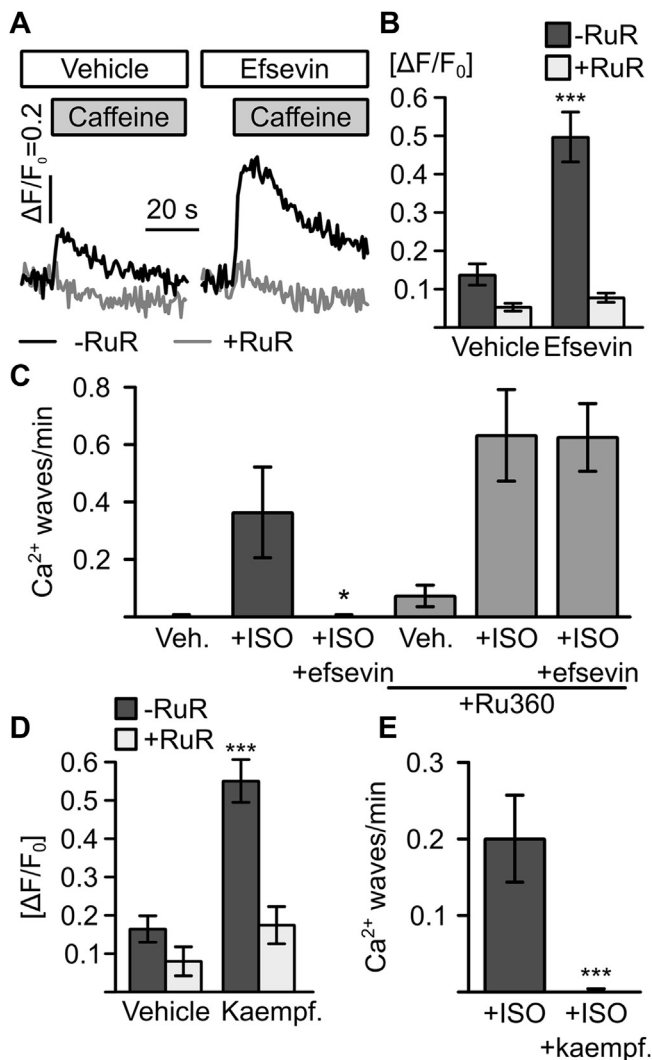 A
Vehicle
Efsevin
Caffeine
Caffeine
ΔF/F₀=0.2
20 s
-RuR
+RuR
B
-RuR
+RuR
[ΔF/F₀]
0.6
0.5
0.4
0.3
0.2
0.1
Vehicle
Efsevin
***
C
Ca²⁺ waves/min
0.8
0.6
0.4
0.2
*
Veh.
+ISO
+ISO
+efsevin
Veh.
+ISO
+ISO
+efsevin
+Ru360
D
-RuR
+RuR
[ΔF/F₀]
0.6
0.5
0.4
0.3
0.2
0.1
***
Vehicle
Kaempf.
E
Ca²⁺ waves/min
0.3
0.2
0.1
***
+ISO
+ISO
+kaempf.